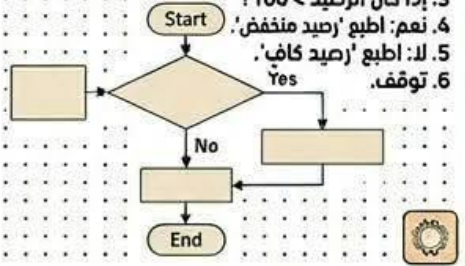 Start
4. نعم: اطبع 'رصيد منخفض'.
5. لا: اطبع 'رصيد كافٍ'.
6. توقف.
Yes
No
End